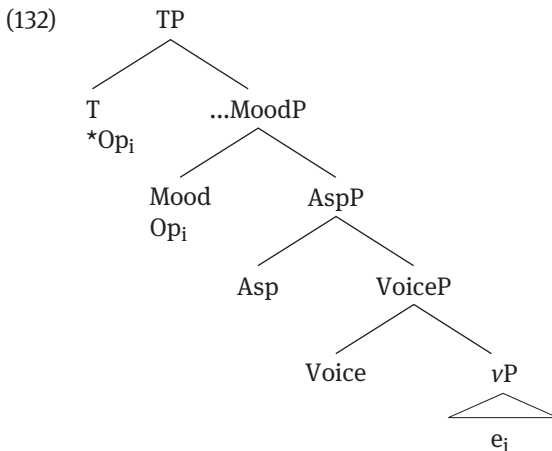 (132) TP
T ...MoodP
*Opi
Mood AspP
Opi
Asp VoiceP
Voice vP
ei